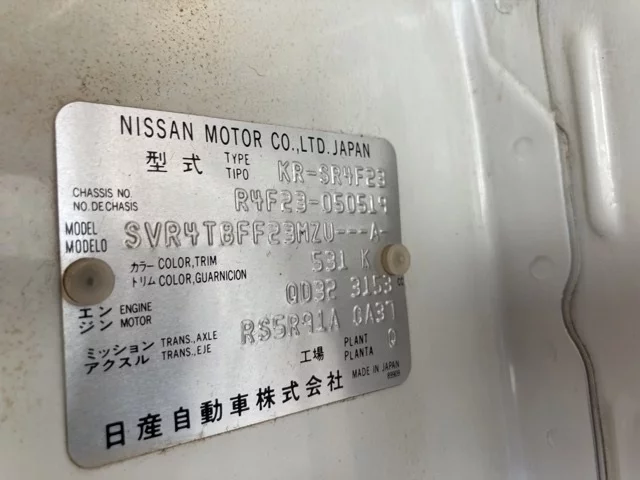 NISSAN MOTOR CO.,LTD. JAPAN
型式 TYPE TIPO KR-SR4F23
CHASSIS NO. NO.DE CHASIS R4F23-050519
MODEL MODELO SVR4TBFF23MZU---A-
カラー COLOR,TRIM トリム COLOR,GUARNICION 531 K
エンジン ENGINE MOTOR QD32 3153 cc
ミッション アクスル TRANS.,AXLE TRANS.,EJE RS5R91A GA37
工場 PLANT PLANTA Q
日産自動車株式会社 MADE IN JAPAN